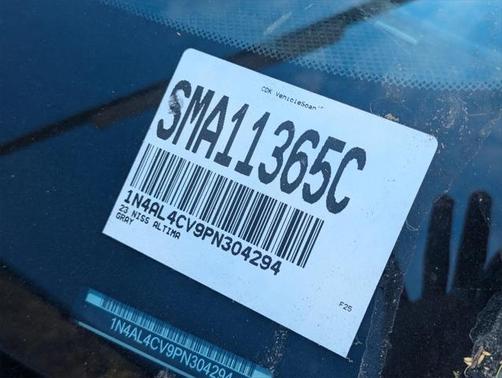 CDK VehicleScan
SMA11365C
1N4AL4CV9PN304294
23 NISS ALTIMA
GRAY
F25
1N4AL4CV9PN304294